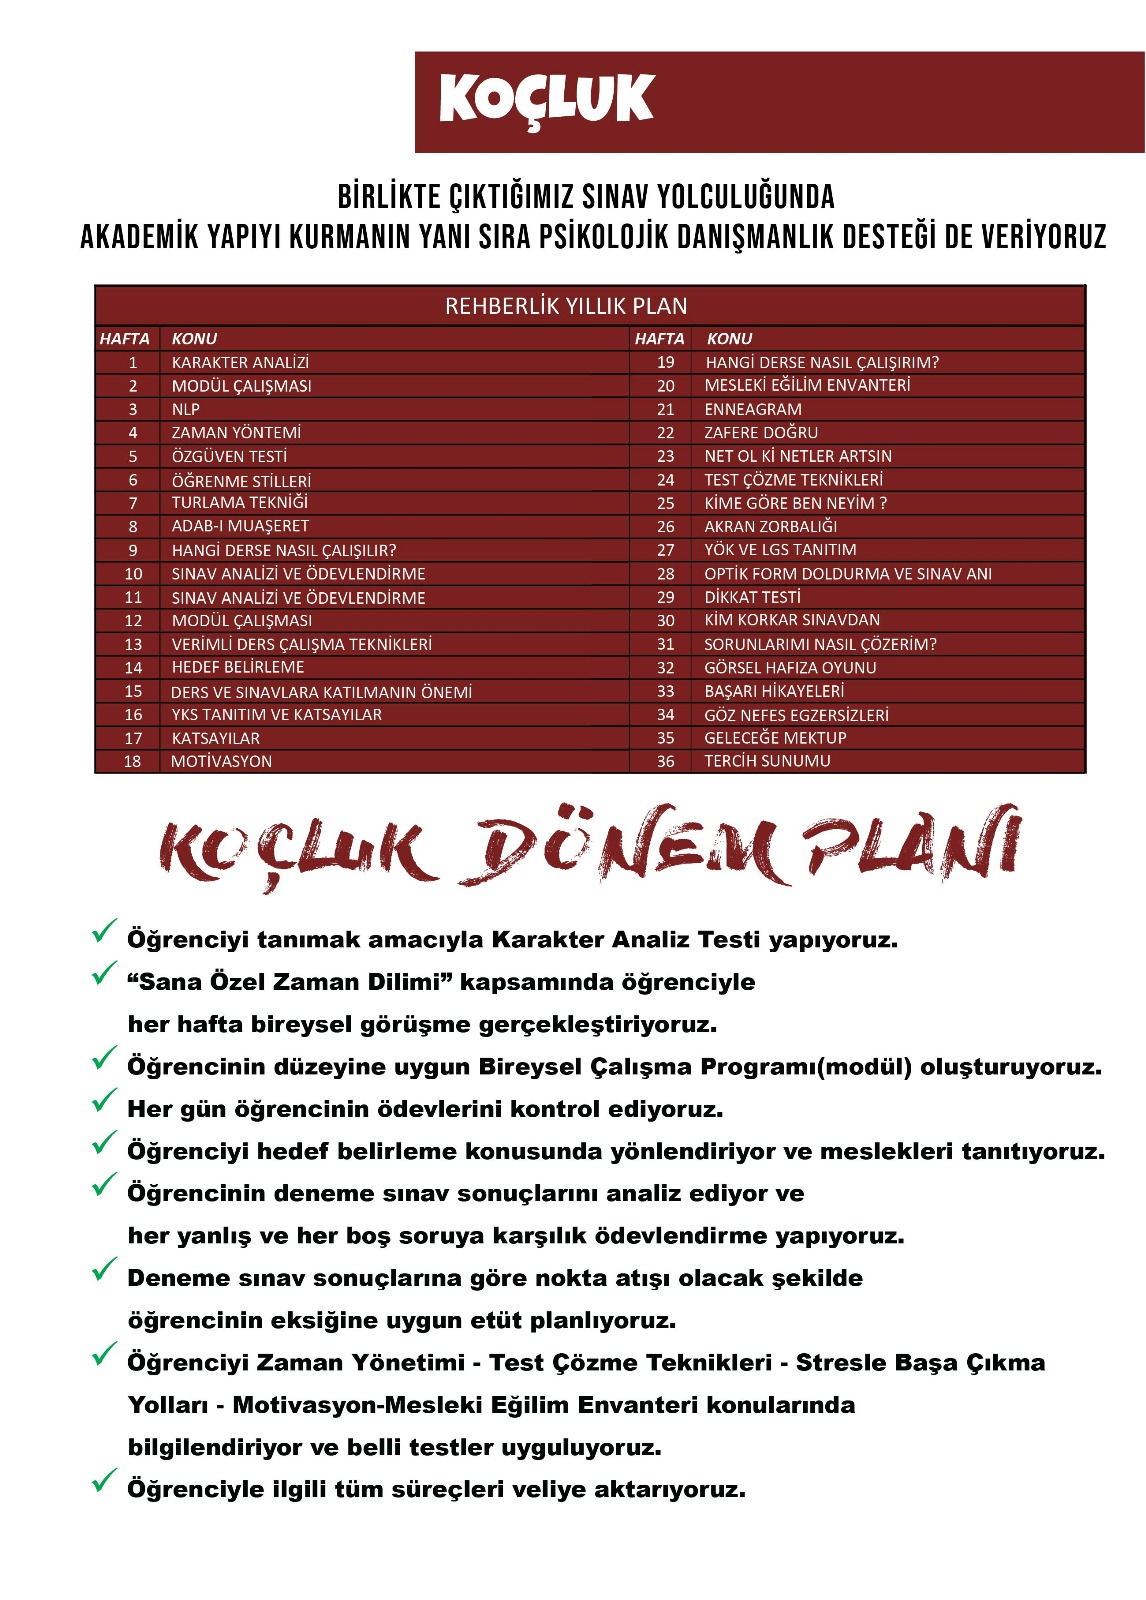 KOÇLUK
BİRLİKTE ÇIKTIĞIMIZ SINAV YOLCULUĞUNDA
AKADEMİK YAPIYI KURMANIN YANI SIRA PSİKOLOJİK DANIŞMANLIK DESTEĞİ DE VERİYORUZ
REHBERLİK YILLIK PLAN
HAFTA KONU HAFTA KONU
1 KARAKTER ANALİZİ 19 HANGİ DERSE NASIL ÇALIŞIRIM?
2 MODÜL ÇALIŞMASI 20 MESLEKİ EĞİLİM ENVANTERİ
3 NLP 21 ENNEAGRAM
4 ZAMAN YÖNTEMİ 22 ZAFERE DOĞRU
5 ÖZGÜVEN TESTİ 23 NET OL Kİ NETLER ARTSIN
6 ÖĞRENME STİLLERİ 24 TEST ÇÖZME TEKNİKLERİ
7 TURLAMA TEKNİĞİ 25 KİME GÖRE BEN NEYİM ?
8 ADAB-I MUAŞERET 26 AKRAN ZORBALIĞI
9 HANGİ DERSE NASIL ÇALIŞILIR? 27 YÖK VE LGS TANITIM
10 SINAV ANALİZİ VE ÖDEVLENDİRME 28 OPTİK FORM DOLDURMA VE SINAV ANI
11 SINAV ANALİZİ VE ÖDEVLENDİRME 29 DİKKAT TESTİ
12 MODÜL ÇALIŞMASI 30 KİM KORKAR SINAVDAN
13 VERİMLİ DERS ÇALIŞMA TEKNİKLERİ 31 SORUNLARIMI NASIL ÇÖZERİM?
14 HEDEF BELİRLEME 32 GÖRSEL HAFIZA OYUNU
15 DERS VE SINAVLARA KATILMANIN ÖNEMİ 33 BAŞARI HİKAYELERİ
16 YKS TANITIM VE KATSAYILAR 34 GÖZ NEFES EGZERSİZLERİ
17 KATSAYILAR 35 GELECEĞE MEKTUP
18 MOTİVASYON 36 TERCİH SUNUMU
KOÇLUK DÖNEM PLANI
✓ Öğrenciyi tanımak amacıyla Karakter Analiz Testi yapıyoruz.
✓ “Sana Özel Zaman Dilimi” kapsamında öğrenciyle
her hafta bireysel görüşme gerçekleştiriyoruz.
✓ Öğrencinin düzeyine uygun Bireysel Çalışma Programı(modül) oluşturuyoruz.
✓ Her gün öğrencinin ödevlerini kontrol ediyoruz.
✓ Öğrenciyi hedef belirleme konusunda yönlendiriyor ve meslekleri tanıtıyoruz.
✓ Öğrencinin deneme sınav sonuçlarını analiz ediyor ve
her yanlış ve her boş soruya karşılık ödevlendirme yapıyoruz.
✓ Deneme sınav sonuçlarına göre nokta atışı olacak şekilde
öğrencinin eksiğine uygun etüt planlıyoruz.
✓ Öğrenciyi Zaman Yönetimi - Test Çözme Teknikleri - Stresle Başa Çıkma
Yolları - Motivasyon-Mesleki Eğilim Envanteri konularında
bilgilendiriyor ve belli testler uyguluyoruz.
✓ Öğrenciyle ilgili tüm süreçleri veliye aktarıyoruz.